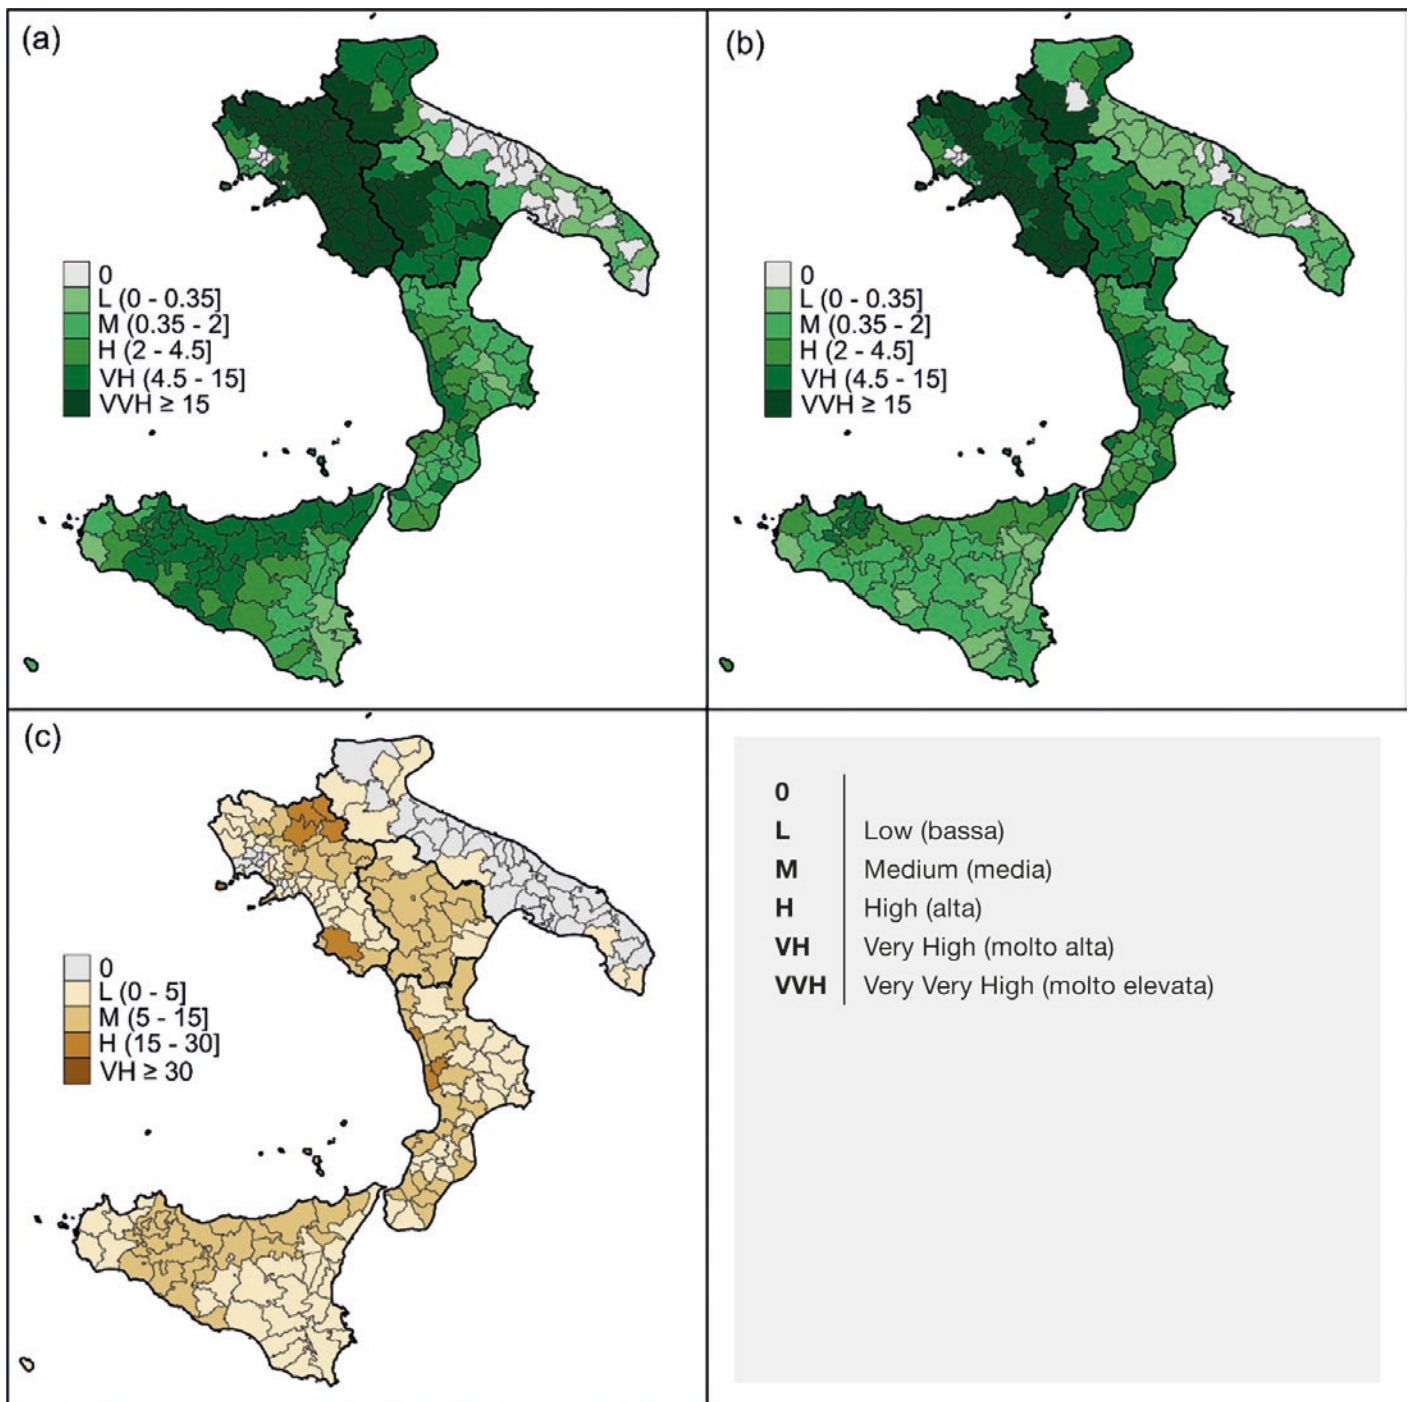 (a)
0
L (0 - 0.35]
M (0.35 - 2]
H (2 - 4.5]
VH (4.5 - 15]
VVH ≥ 15
(b)
0
L (0 - 0.35]
M (0.35 - 2]
H (2 - 4.5]
VH (4.5 - 15]
VVH ≥ 15
(c)
0
L (0 - 5]
M (5 - 15]
H (15 - 30]
VH ≥ 30
0
L Low (bassa)
M Medium (media)
H High (alta)
VH Very High (molto alta)
VVH Very Very High (molto elevata)